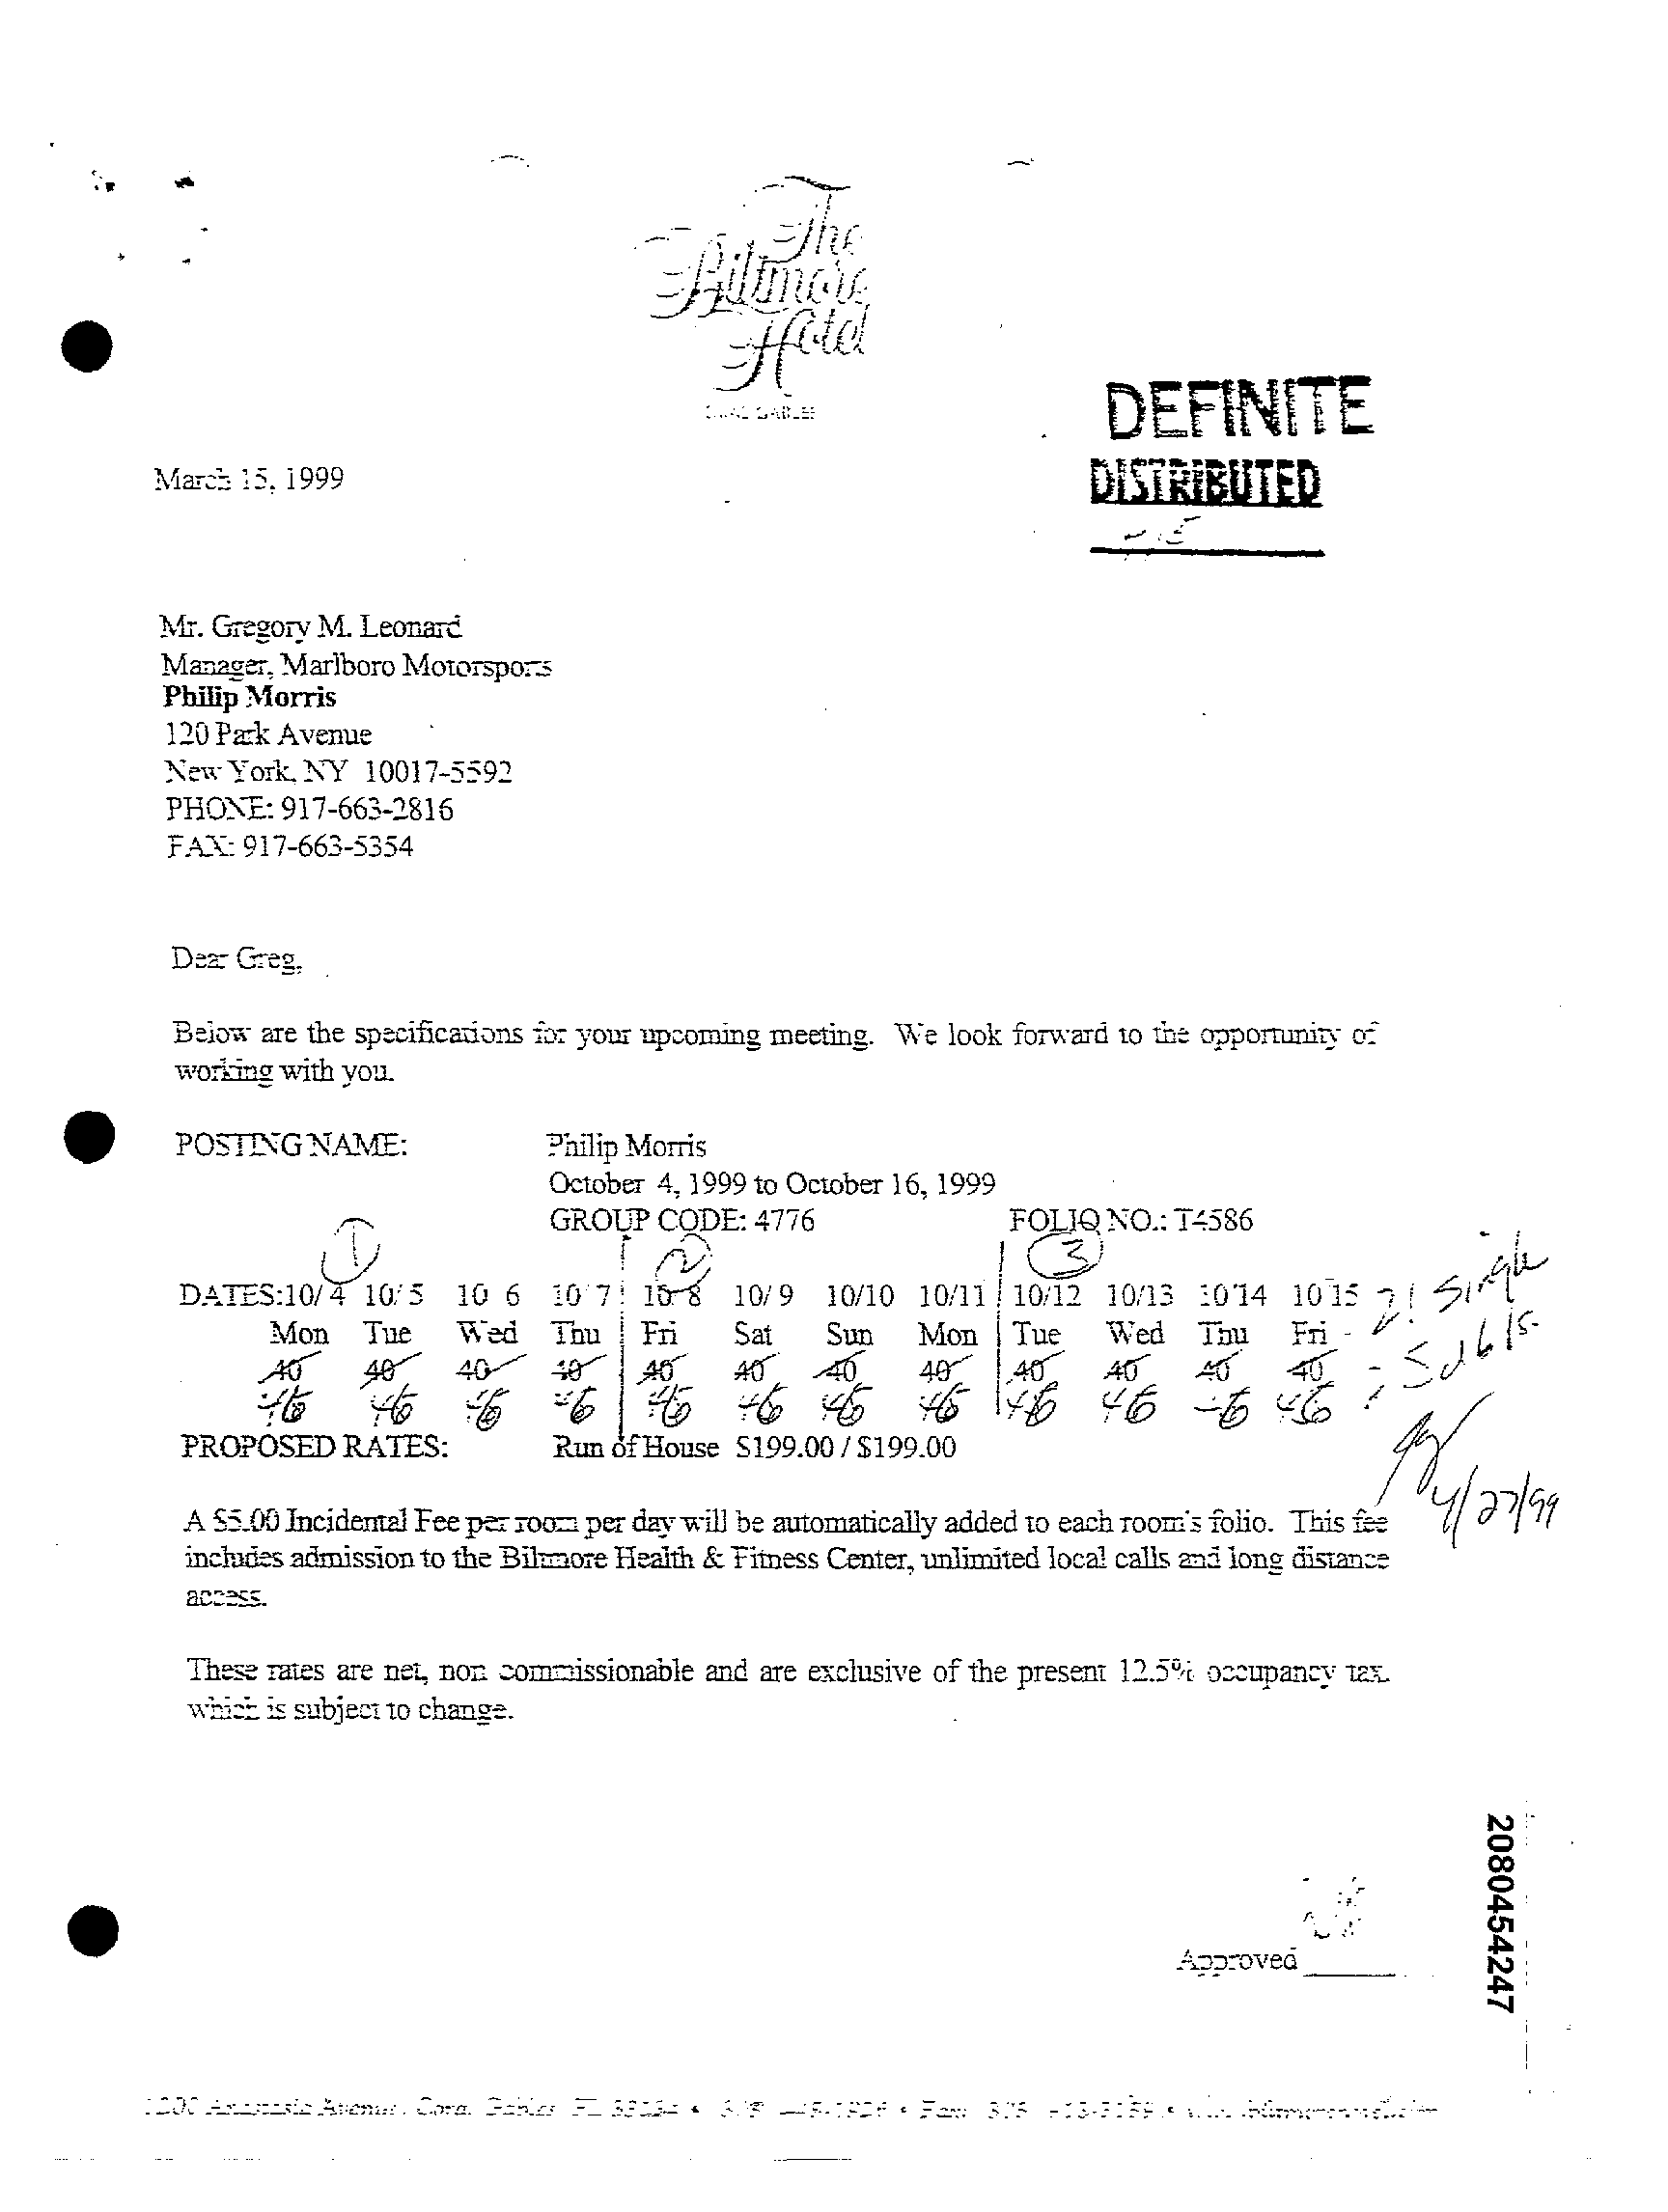 The
Biltmore
Hotel
CORAL GABLES
DEFINITE
DISTRIBUTED
March 15, 1999
Mr. Gregory M. Leonard
Manager, Marlboro Motorsports
Philip Morris
120 Park Avenue
New York, NY 10017-5592
PHONE: 917-663-2816
FAX: 917-663-5354
Dear Greg,
Below are the specifications for your upcoming meeting. We look forward to the opportunity of
working with you.
POSTING NAME: Philip Morris
October 4, 1999 to October 16, 1999
GROUP CODE: 4776 FOLIO NO.: T4586
1 2 3
DATES:10/4 10/5 10/6 10/7 10/8 10/9 10/10 10/11 10/12 10/13 10/14 10/15 21 Single
Mon Tue Wed Thu Fri Sat Sun Mon Tue Wed Thu Fri
40 40 40 40 40 40 40 40 40 40 40 40
46 46 46 46 46 46 46 46 46 46 46 46
PROPOSED RATES: Run of House $199.00 / $199.00
4/27/99
A $5.00 Incidental Fee per room per day will be automatically added to each room's folio. This fee
includes admission to the Biltmore Health & Fitness Center, unlimited local calls and long distance
access.
These rates are net, non commissionable and are exclusive of the present 12.5% occupancy tax
which is subject to change.
Approved
2080454247
1200 Anastasia Avenue, Coral Gables, FL 33134 • Fax